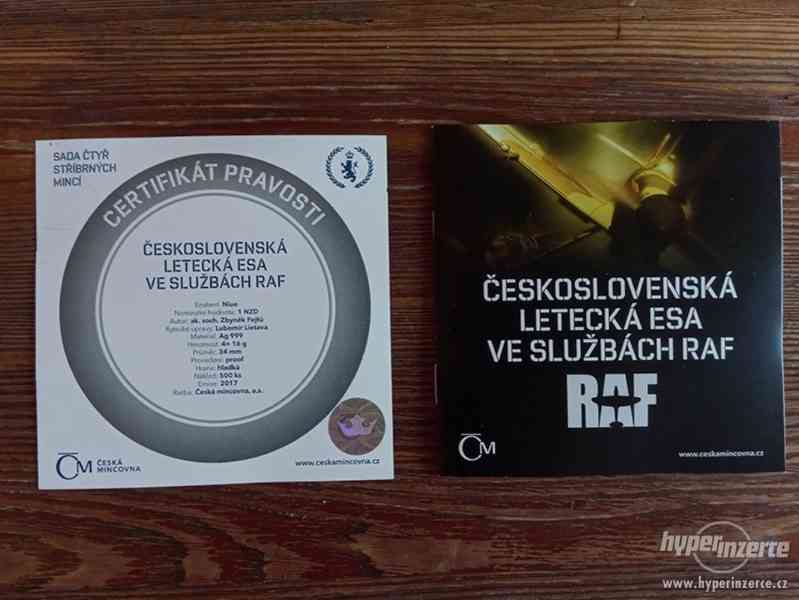 SADA ČTYŘ
STŘÍBRNÝCH
MINCÍ
CERTIFIKÁT PRAVOSTI
ČESKOSLOVENSKÁ
LETECKÁ ESA
VE SLUŽBÁCH RAF
Emitent: Niue
Nominální hodnota: 1 NZD
Autor: ak. soch. Zbyněk Fojtů
Rytecké úpravy: Lubomír Lietava
Materiál: Ag 999
Hmotnost: 4× 16 g
Průměr: 34 mm
Provedení: proof
Hrana: hladká
Náklad: 500 ks
Emise: 2017
Ražba: Česká mincovna, a.s.
ČM ČESKÁ
MINCOVNA
www.ceskamincovna.cz
ČESKOSLOVENSKÁ
LETECKÁ ESA
VE SLUŽBÁCH RAF
RAF
ČM
www.ceskamincovna.cz
hyperinzerce
www.hyperinzerce.cz